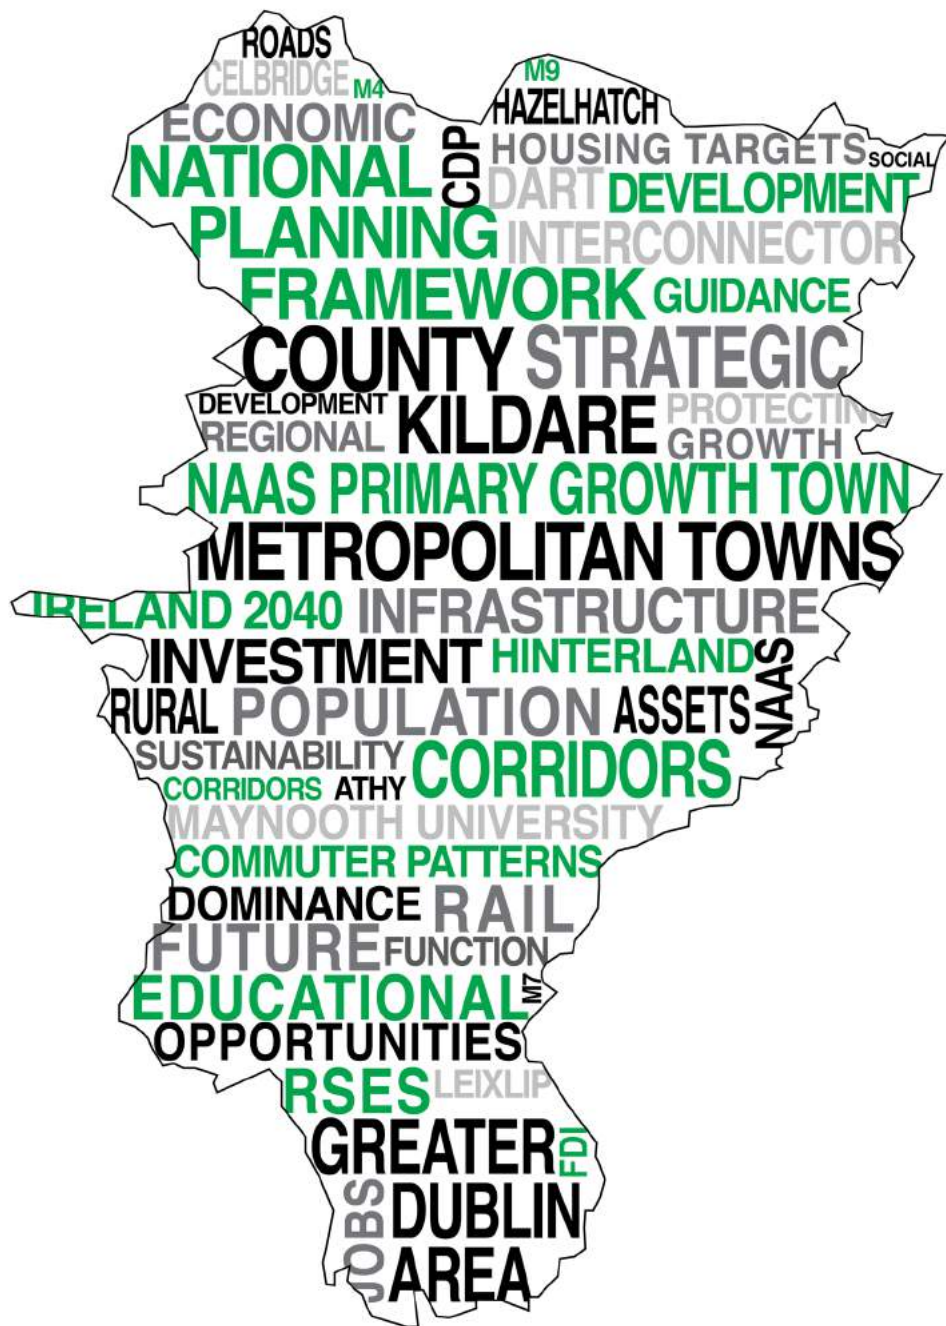 ROADS
CELBRIDGE M4
M9
HAZELHATCH
ECONOMIC
CDP
HOUSING TARGETS SOCIAL
NATIONAL
DART DEVELOPMENT
PLANNING INTERCONNECTOR
FRAMEWORK GUIDANCE
COUNTY STRATEGIC
DEVELOPMENT KILDARE PROTECTING
REGIONAL GROWTH
NAAS PRIMARY GROWTH TOWN
METROPOLITAN TOWNS
IRELAND 2040 INFRASTRUCTURE
INVESTMENT HINTERLAND NAAS
RURAL POPULATION ASSETS
SUSTAINABILITY CORRIDORS
CORRIDORS ATHY
MAYNOOTH UNIVERSITY
COMMUTER PATTERNS
DOMINANCE RAIL
FUTURE FUNCTION
EDUCATIONAL M7
OPPORTUNITIES
RSES LEIXLIP
GREATER FDI
JOBS DUBLIN
AREA